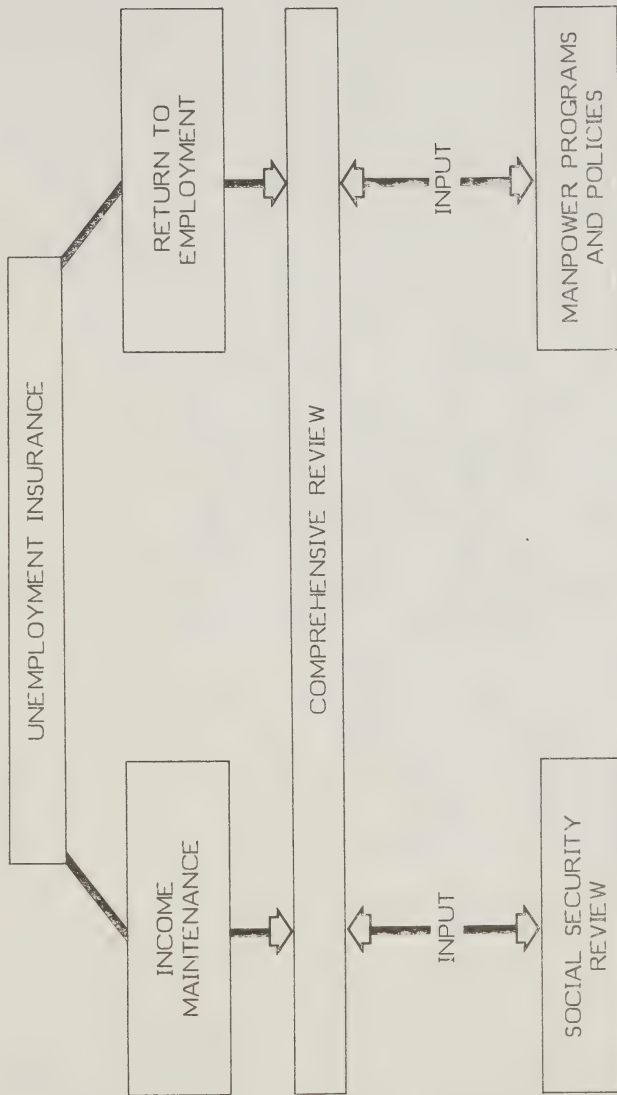 UNEMPLOYMENT INSURANCE
INCOME
MAINTENANCE
RETURN TO
EMPLOYMENT
COMPREHENSIVE REVIEW
INPUT
INPUT
SOCIAL SECURITY
REVIEW
MANPOWER PROGRAMS
AND POLICIES